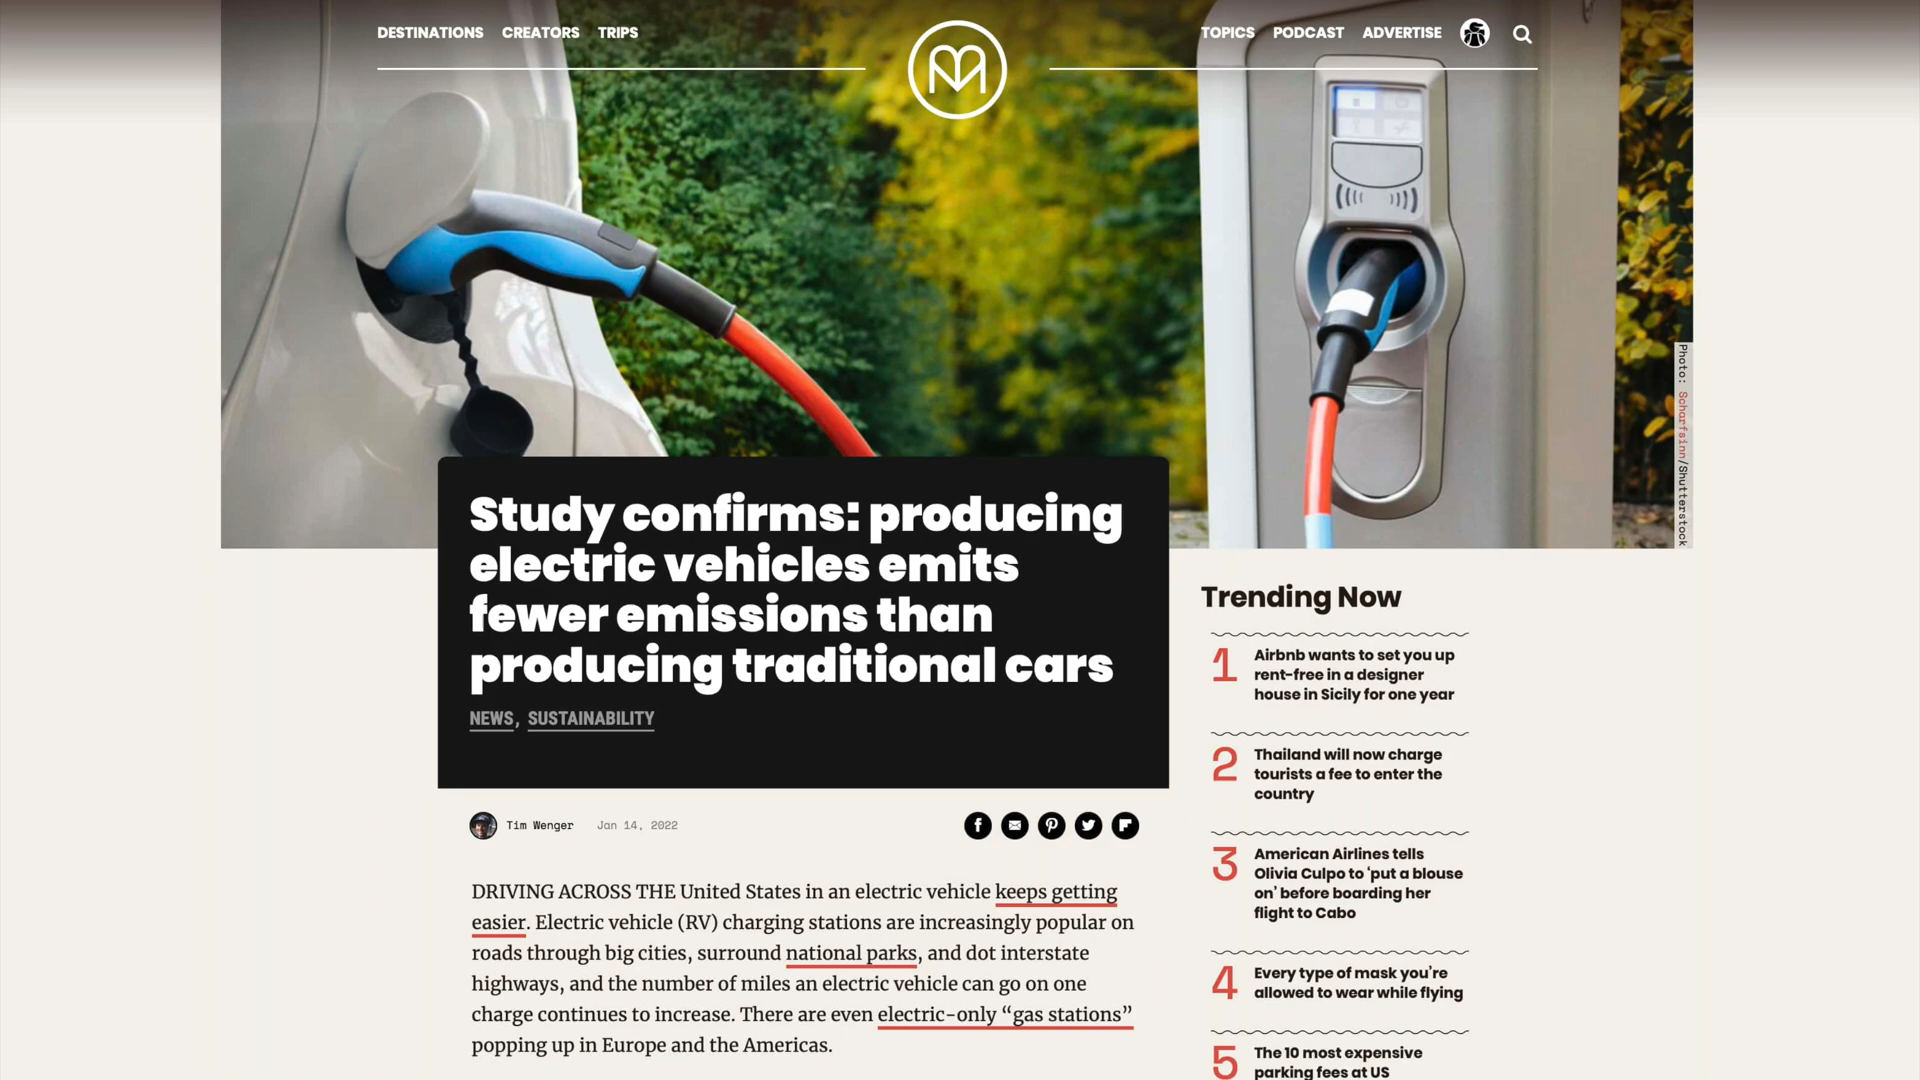 DESTINATIONS CREATORS TRIPS
TOPICS PODCAST ADVERTISE
Photo: Scharfsinn/Shutterstock
Study confirms: producing
electric vehicles emits
fewer emissions than
producing traditional cars
NEWS, SUSTAINABILITY
Tim Wenger Jan 14, 2022
DRIVING ACROSS THE United States in an electric vehicle keeps getting
easier. Electric vehicle (RV) charging stations are increasingly popular on
roads through big cities, surround national parks, and dot interstate
highways, and the number of miles an electric vehicle can go on one
charge continues to increase. There are even electric-only “gas stations”
popping up in Europe and the Americas.
Trending Now
1 Airbnb wants to set you up
rent-free in a designer
house in Sicily for one year
2 Thailand will now charge
tourists a fee to enter the
country
3 American Airlines tells
Olivia Culpo to ‘put a blouse
on’ before boarding her
flight to Cabo
4 Every type of mask you’re
allowed to wear while flying
5 The 10 most expensive
parking fees at US